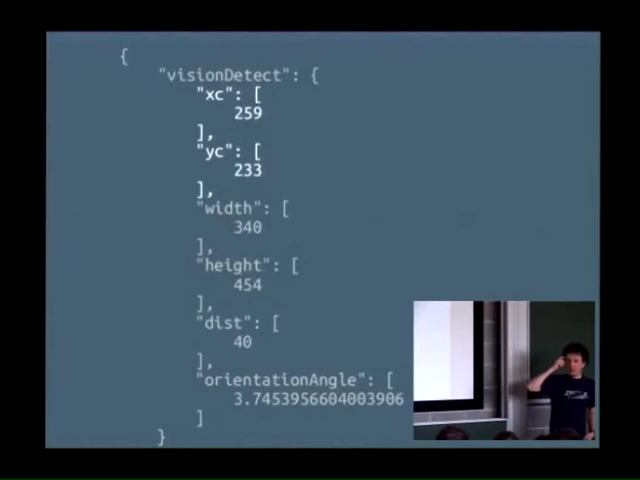 {
"visionDetect": {
"xc": [
259
],
"yc": [
233
],
"width": [
340
],
"height": [
454
],
"dist": [
40
],
"orientationAngle": [
3.7453956604003906
]
}